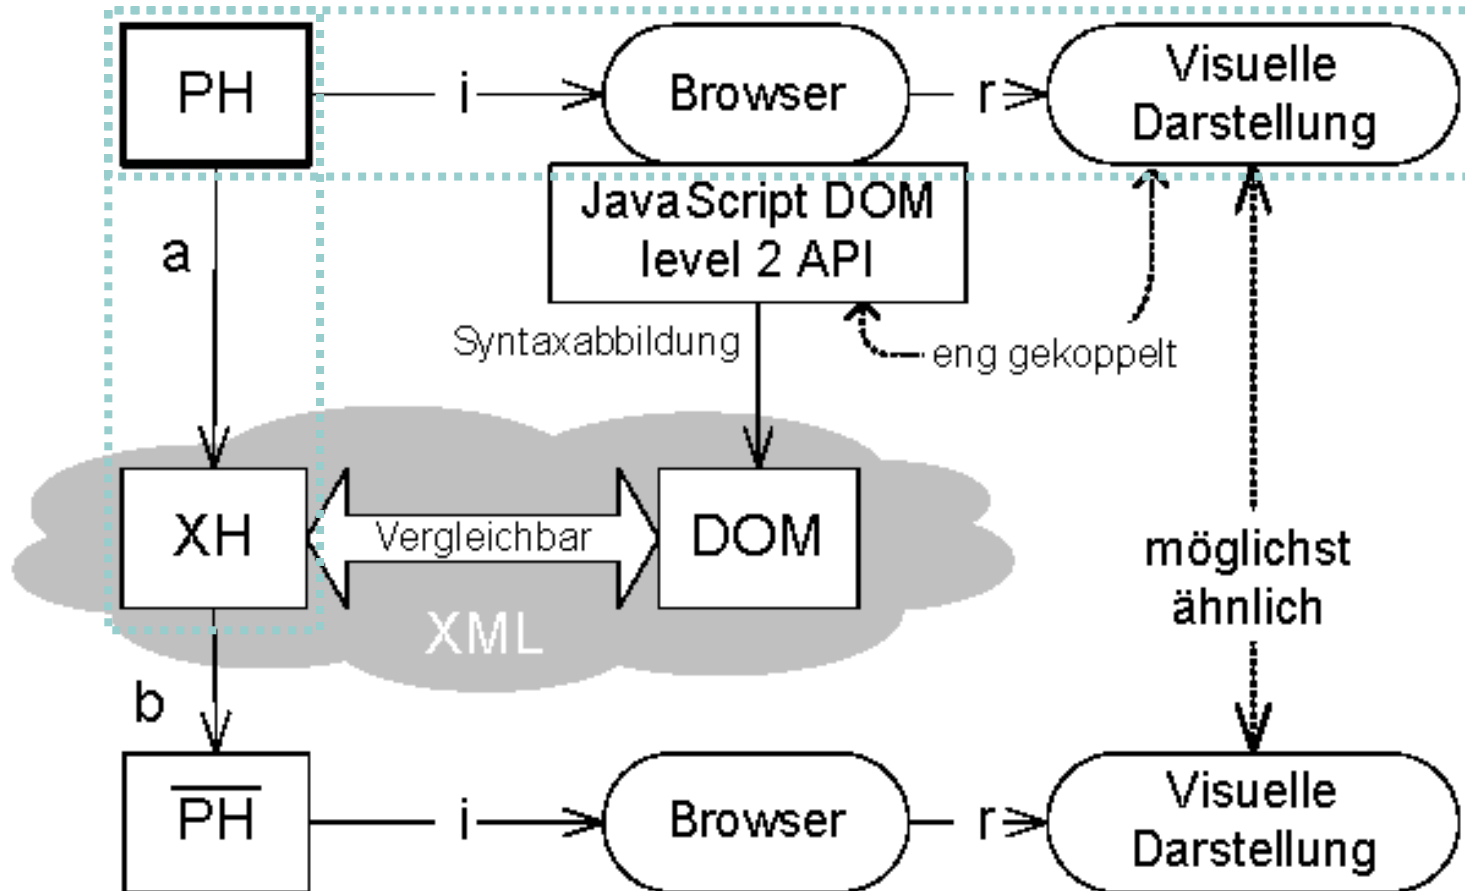 PH
i
Browser
r
Visuelle
Darstellung
JavaScript DOM
level 2 API
a
Syntaxabbildung
eng gekoppelt
XH
Vergleichbar
DOM
XML
möglichst
ähnlich
b
P̅H̅
i
Browser
r
Visuelle
Darstellung